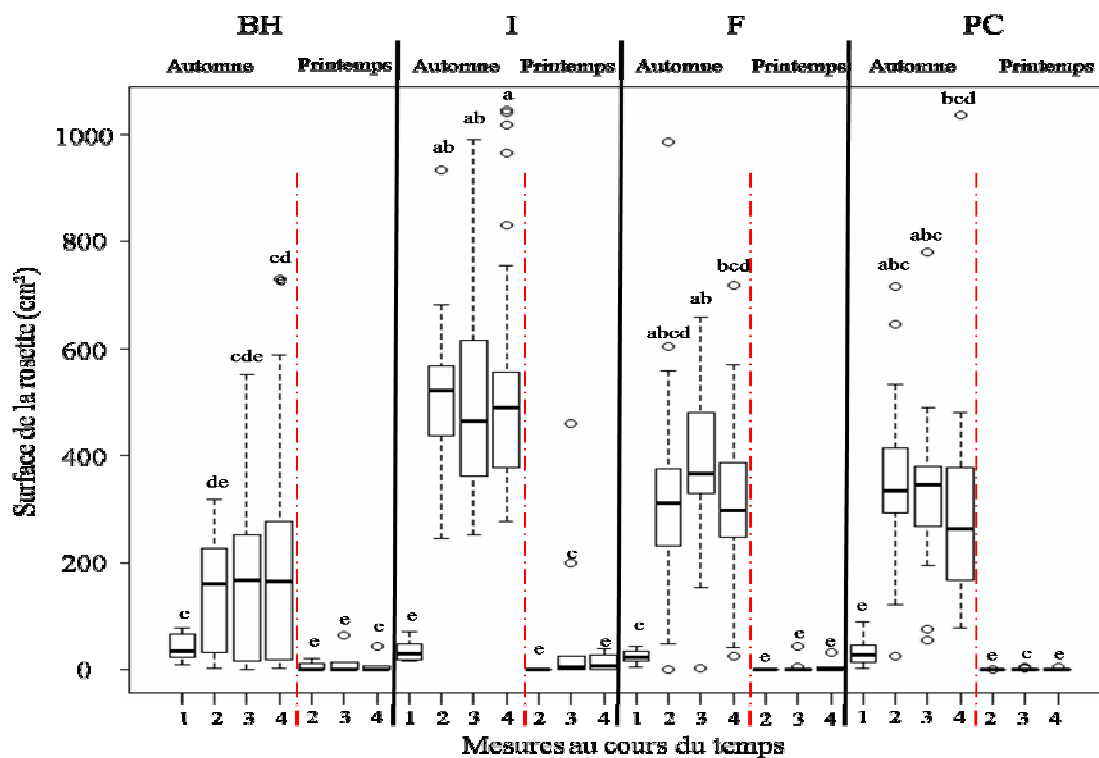 BH I F PC
Automne Printemps Automne Printemps Automne Printemps Automne Printemps
Surface de la rosette (cm²)
1000
800
600
400
200
0
c de cde cd e e c
e ab ab a e c e
c abcd ab bcd e e e
e abc abc bcd e c e
1 2 3 4 2 3 4 1 2 3 4 2 3 4 1 2 3 4 2 3 4 1 2 3 4 2 3 4
Mesures au cours du temps